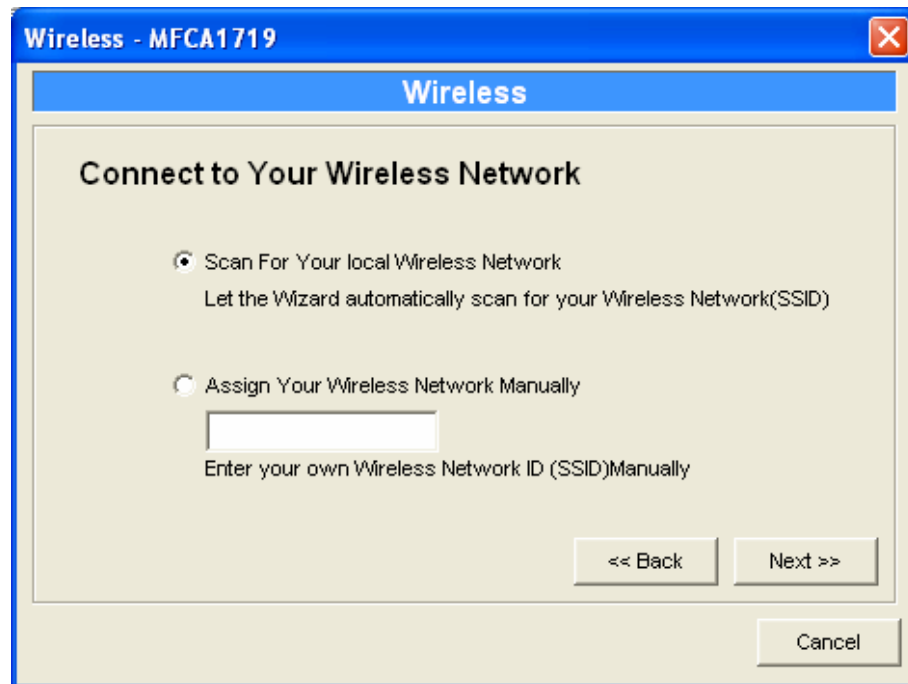 Wireless - MFCA1719
Wireless
Connect to Your Wireless Network
Scan For Your local Wireless Network
Let the Wizard automatically scan for your Wireless Network(SSID)
Assign Your Wireless Network Manually
Enter your own Wireless Network ID (SSID)Manually
<< Back
Next >>
Cancel